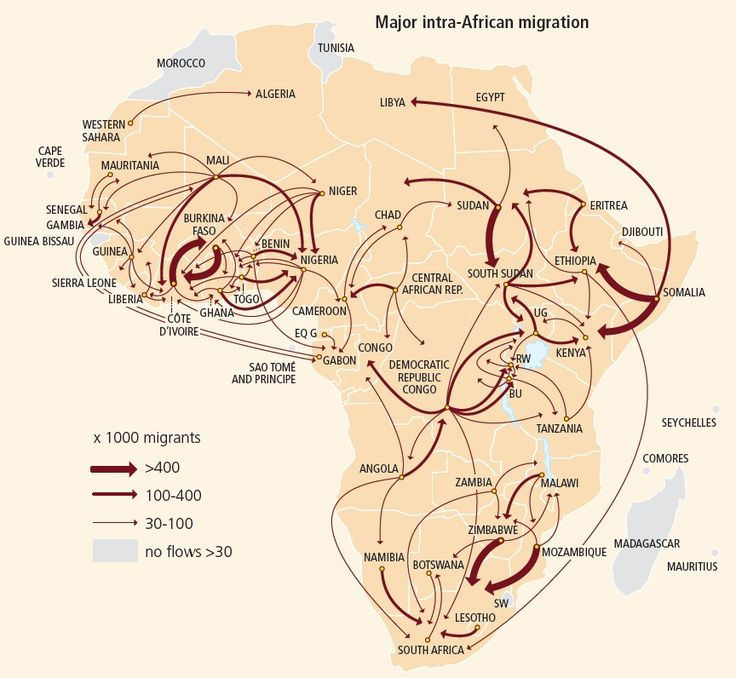 Major intra-African migration
TUNISIA
MOROCCO
ALGERIA
LIBYA
EGYPT
WESTERN
SAHARA
CAPE
VERDE
MAURITANIA
MALI
NIGER
SENEGAL
GAMBIA
GUINEA BISSAU
BURKINA
FASO
CHAD
SUDAN
ERITREA
DJIBOUTI
GUINEA
BENIN
NIGERIA
ETHIOPIA
SOUTH SUDAN
SIERRA LEONE
LIBERIA
CÔTE
D'IVOIRE
GHANA
TOGO
CAMEROON
CENTRAL
AFRICAN REP.
SOMALIA
UG
EQ G
CONGO
GABON
SAO TOMÉ
AND PRINCIPE
DEMOCRATIC
REPUBLIC
CONGO
RW
KENYA
BU
TANZANIA
SEYCHELLES
x 1000 migrants
>400
100-400
30-100
no flows >30
ANGOLA
ZAMBIA
MALAWI
COMORES
ZIMBABWE
MOZAMBIQUE
MADAGASCAR
MAURITIUS
NAMIBIA
BOTSWANA
SW
LESOTHO
SOUTH AFRICA